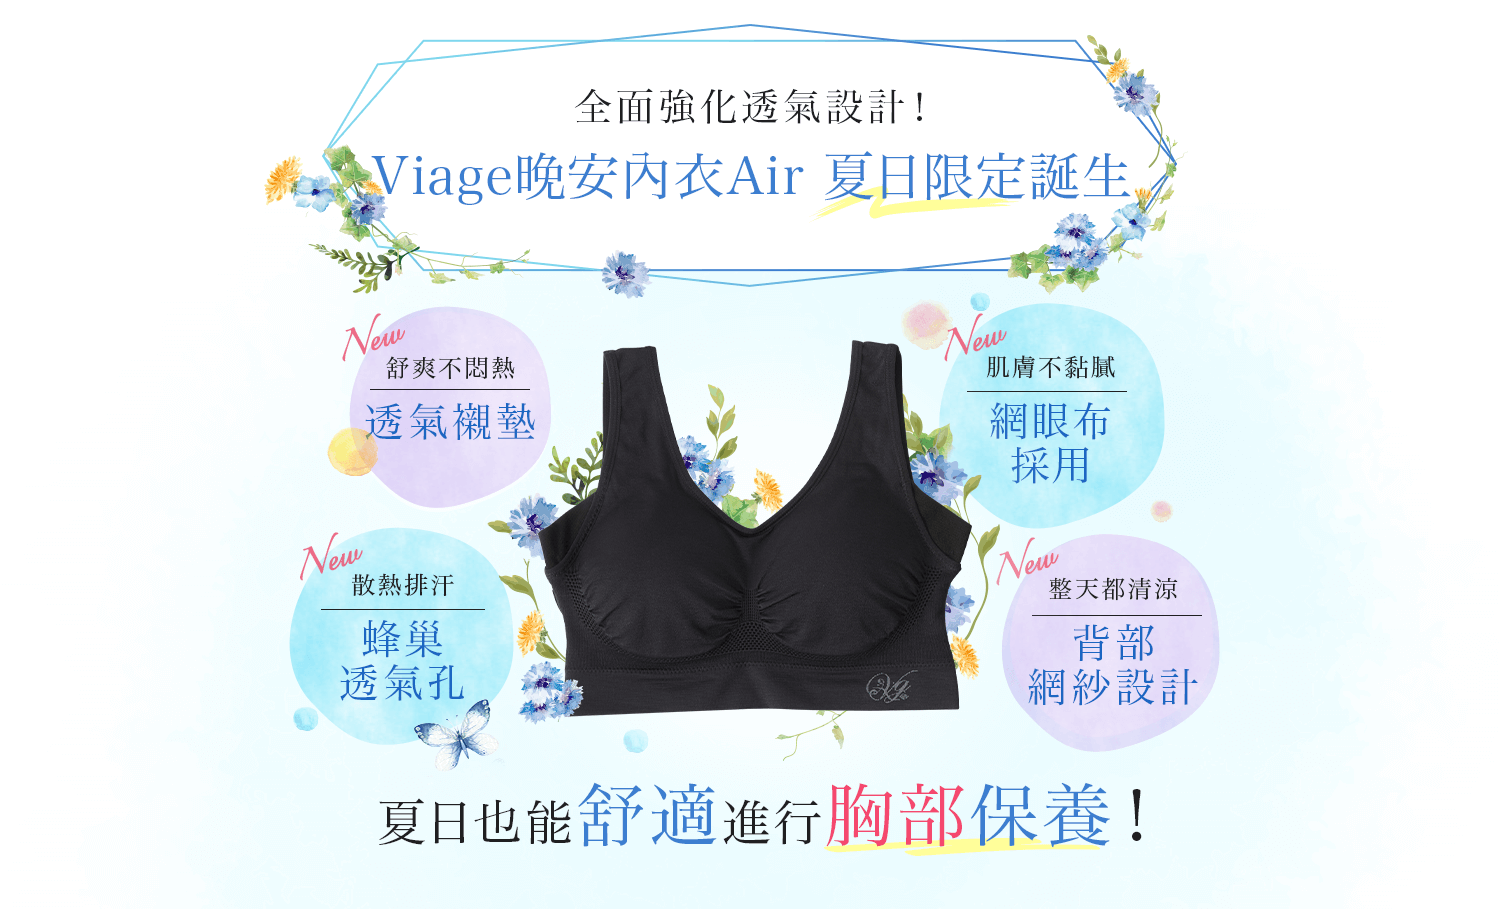 全面強化透氣設計！
Viage晚安內衣Air 夏日限定誕生
New
舒爽不悶熱
透氣襯墊
New
肌膚不黏膩
網眼布
採用
New
散熱排汗
蜂巢
透氣孔
New
整天都清涼
背部
網紗設計
Vg
夏日也能舒適進行胸部保養！